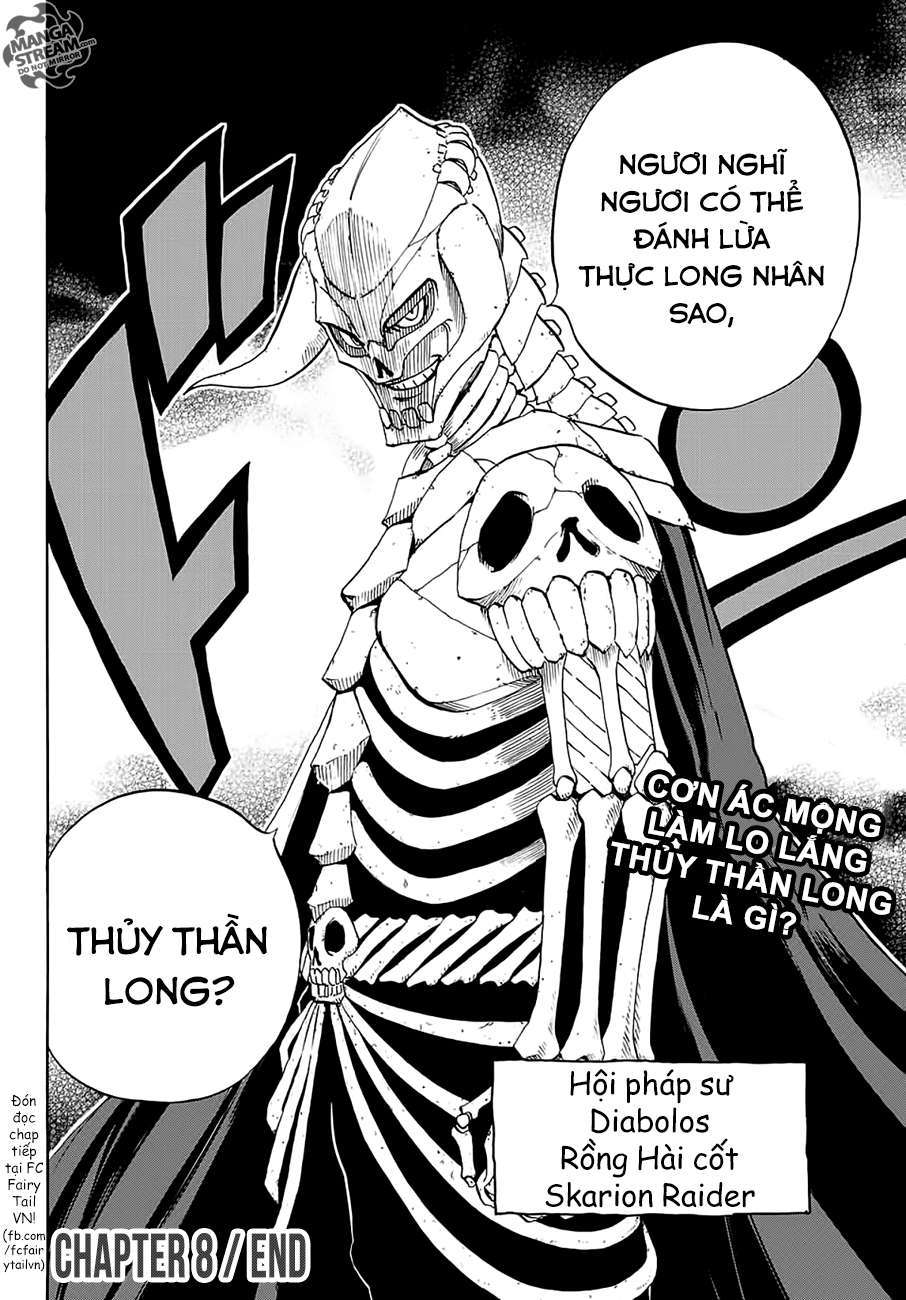 MANGA
STREAM.com
DO NOT MIRROR
NGƯƠI NGHĨ
NGƯƠI CÓ THỂ
ĐÁNH LỪA
THỰC LONG NHÂN
SAO,
ド
CƠN ÁC MỘNG
LÀM LO LẮNG
THỦY THẦN LONG
LÀ GÌ?
THỦY THẦN
LONG?
Hội pháp sư
Diabolos
Rồng Hài cốt
Skarion Raider
Đón
đọc
chap
tiếp
tại FC
Fairy
Tail
VN!
(fb.com
/fcfair
ytailvn)
CHAPTER 8 / END